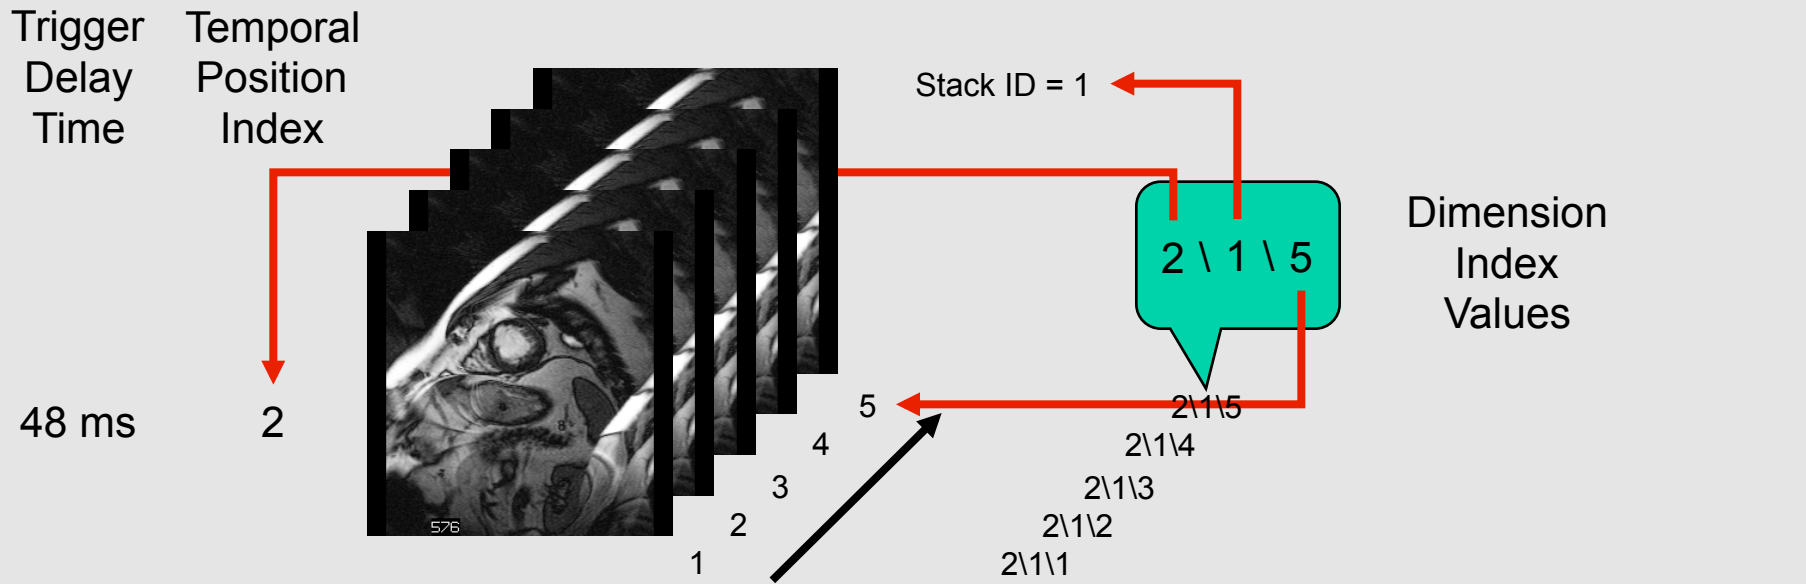 Trigger
Delay
Time
Temporal
Position
Index
Stack ID = 1
2 \ 1 \ 5
Dimension
Index
Values
48 ms
2
576
5
4
3
2
1
2\1\5
2\1\4
2\1\3
2\1\2
2\1\1